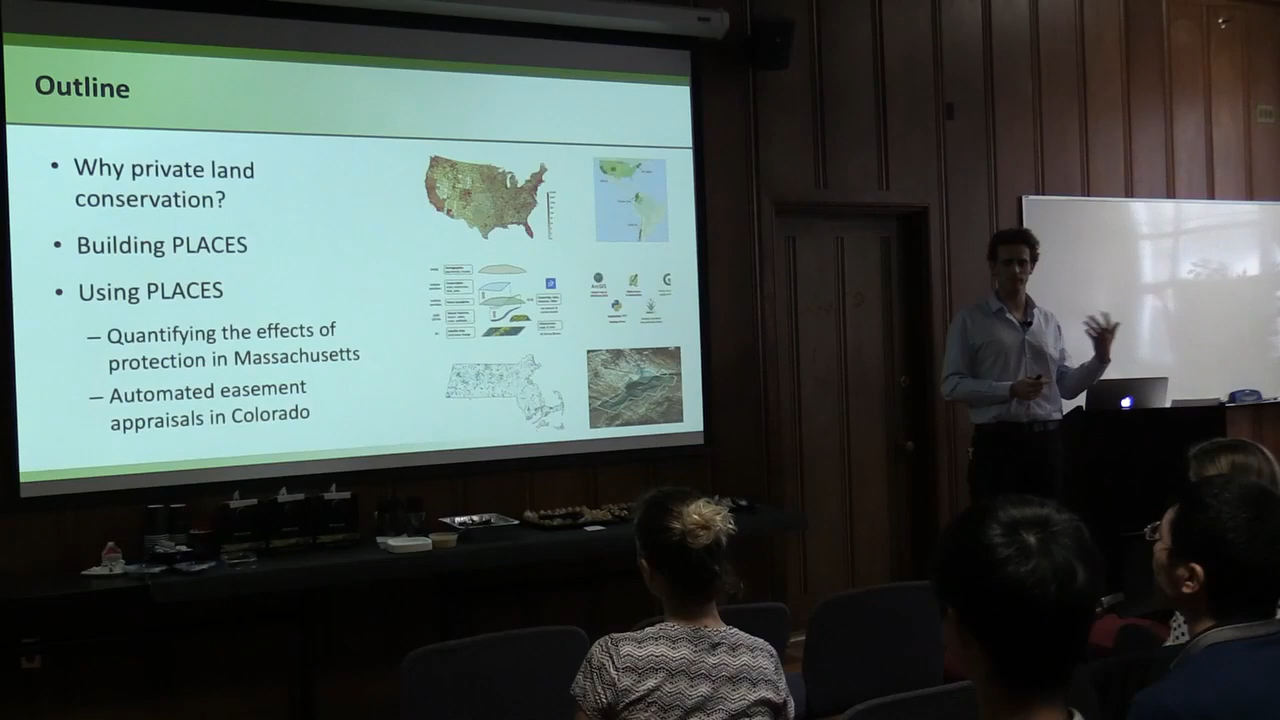 Outline
• Why private land
conservation?
• Building PLACES
• Using PLACES
– Quantifying the effects of
protection in Massachusetts
– Automated easement
appraisals in Colorado
ArcGIS